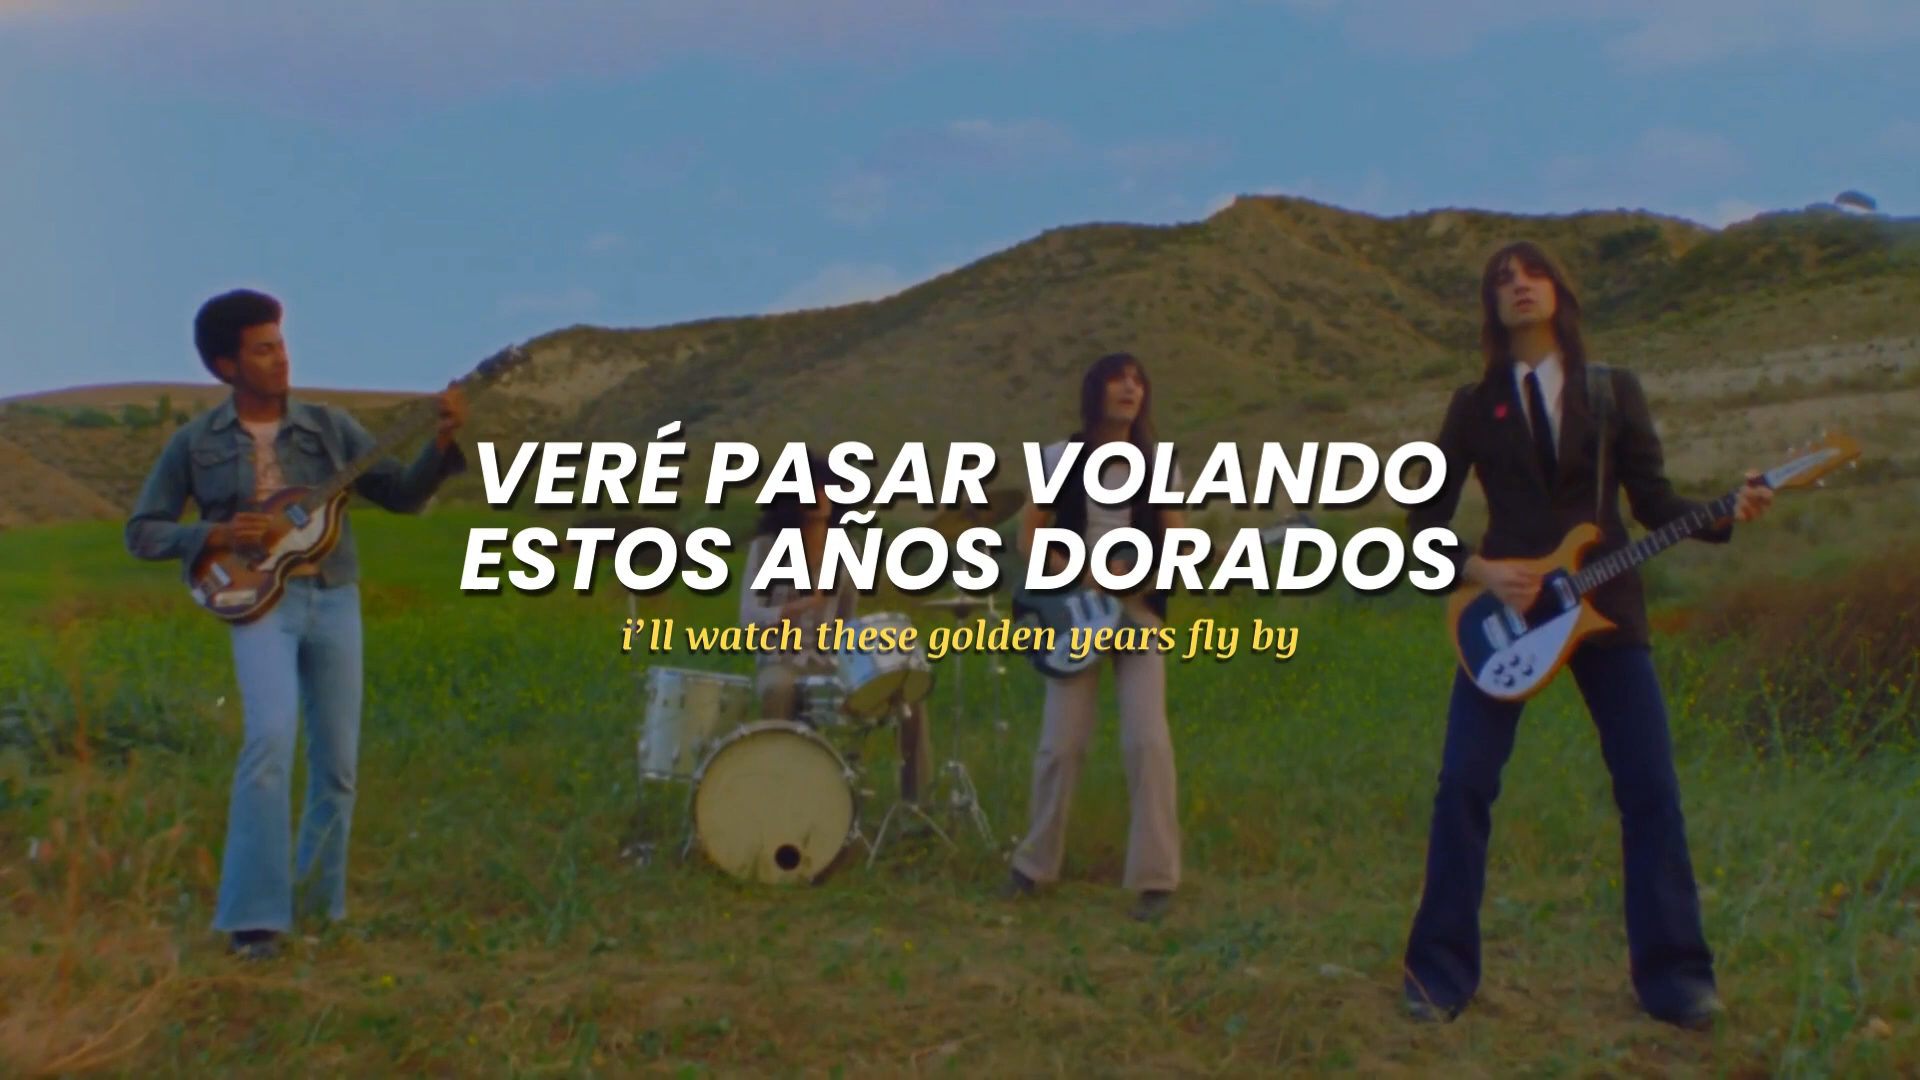 VERÉ PASAR VOLANDO
ESTOS AÑOS DORADOS
i’ll watch these golden years fly by